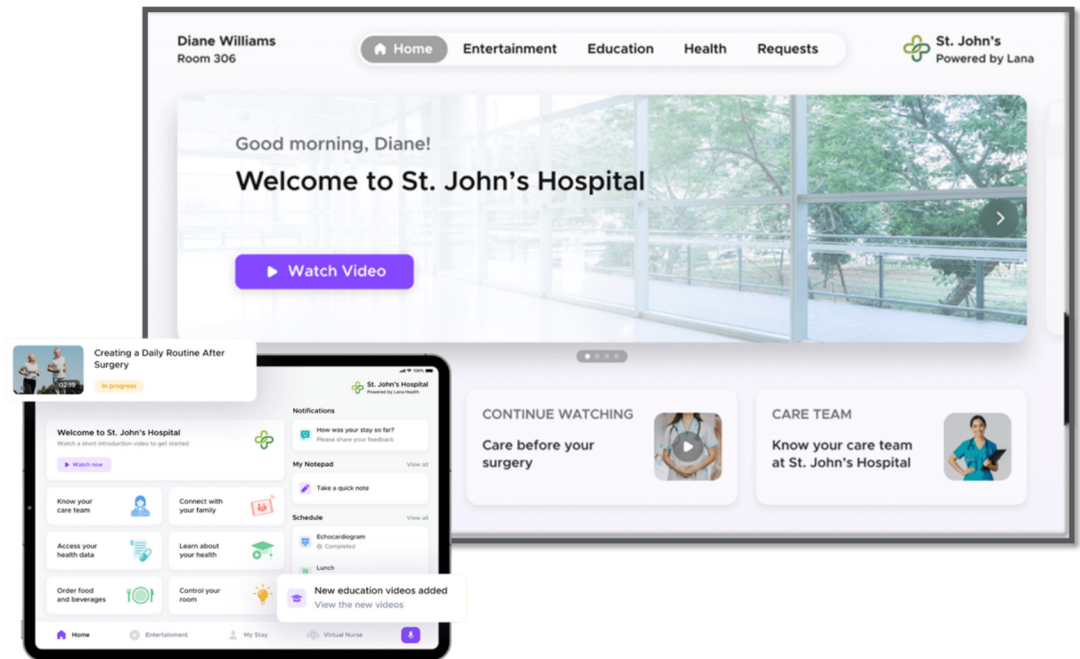 Diane Williams
Room 306
Home
Entertainment
Education
Health
Requests
St. John's
Powered by Lana
Good morning, Diane!
Welcome to St. John's Hospital
Watch Video
CONTINUE WATCHING
Care before your
surgery
CARE TEAM
Know your care team
at St. John's Hospital
Creating a Daily Routine After
Surgery
02:19
In progress
100%
St. John's Hospital
Powered by Lana Health
Welcome to St. John's Hospital
Watch a short introduction video to get started
Watch now
Know your
care team
Connect with
your family
Access your
health data
Learn about
your health
Order food
and beverages
Control your
room
Notifications
How was your stay so far?
Please share your feedback
My Notepad
View all
Take a quick note
Schedule
View all
Echocardiogram
Completed
Lunch
New education videos added
View the new videos
Home
Entertainment
My Stay
Virtual Nurse